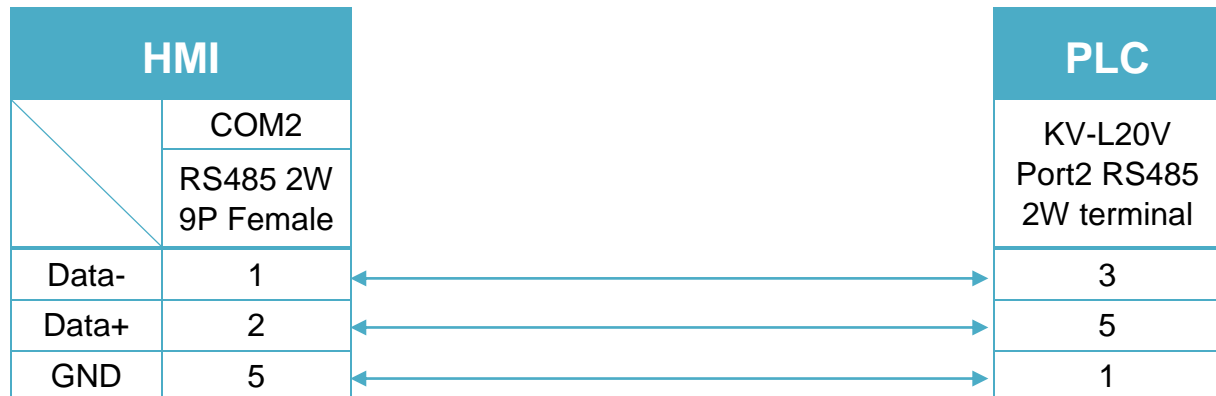 HMI
PLC
COM2
RS485 2W
9P Female
KV-L20V
Port2 RS485
2W terminal
Data- 1 3
Data+ 2 5
GND 5 1